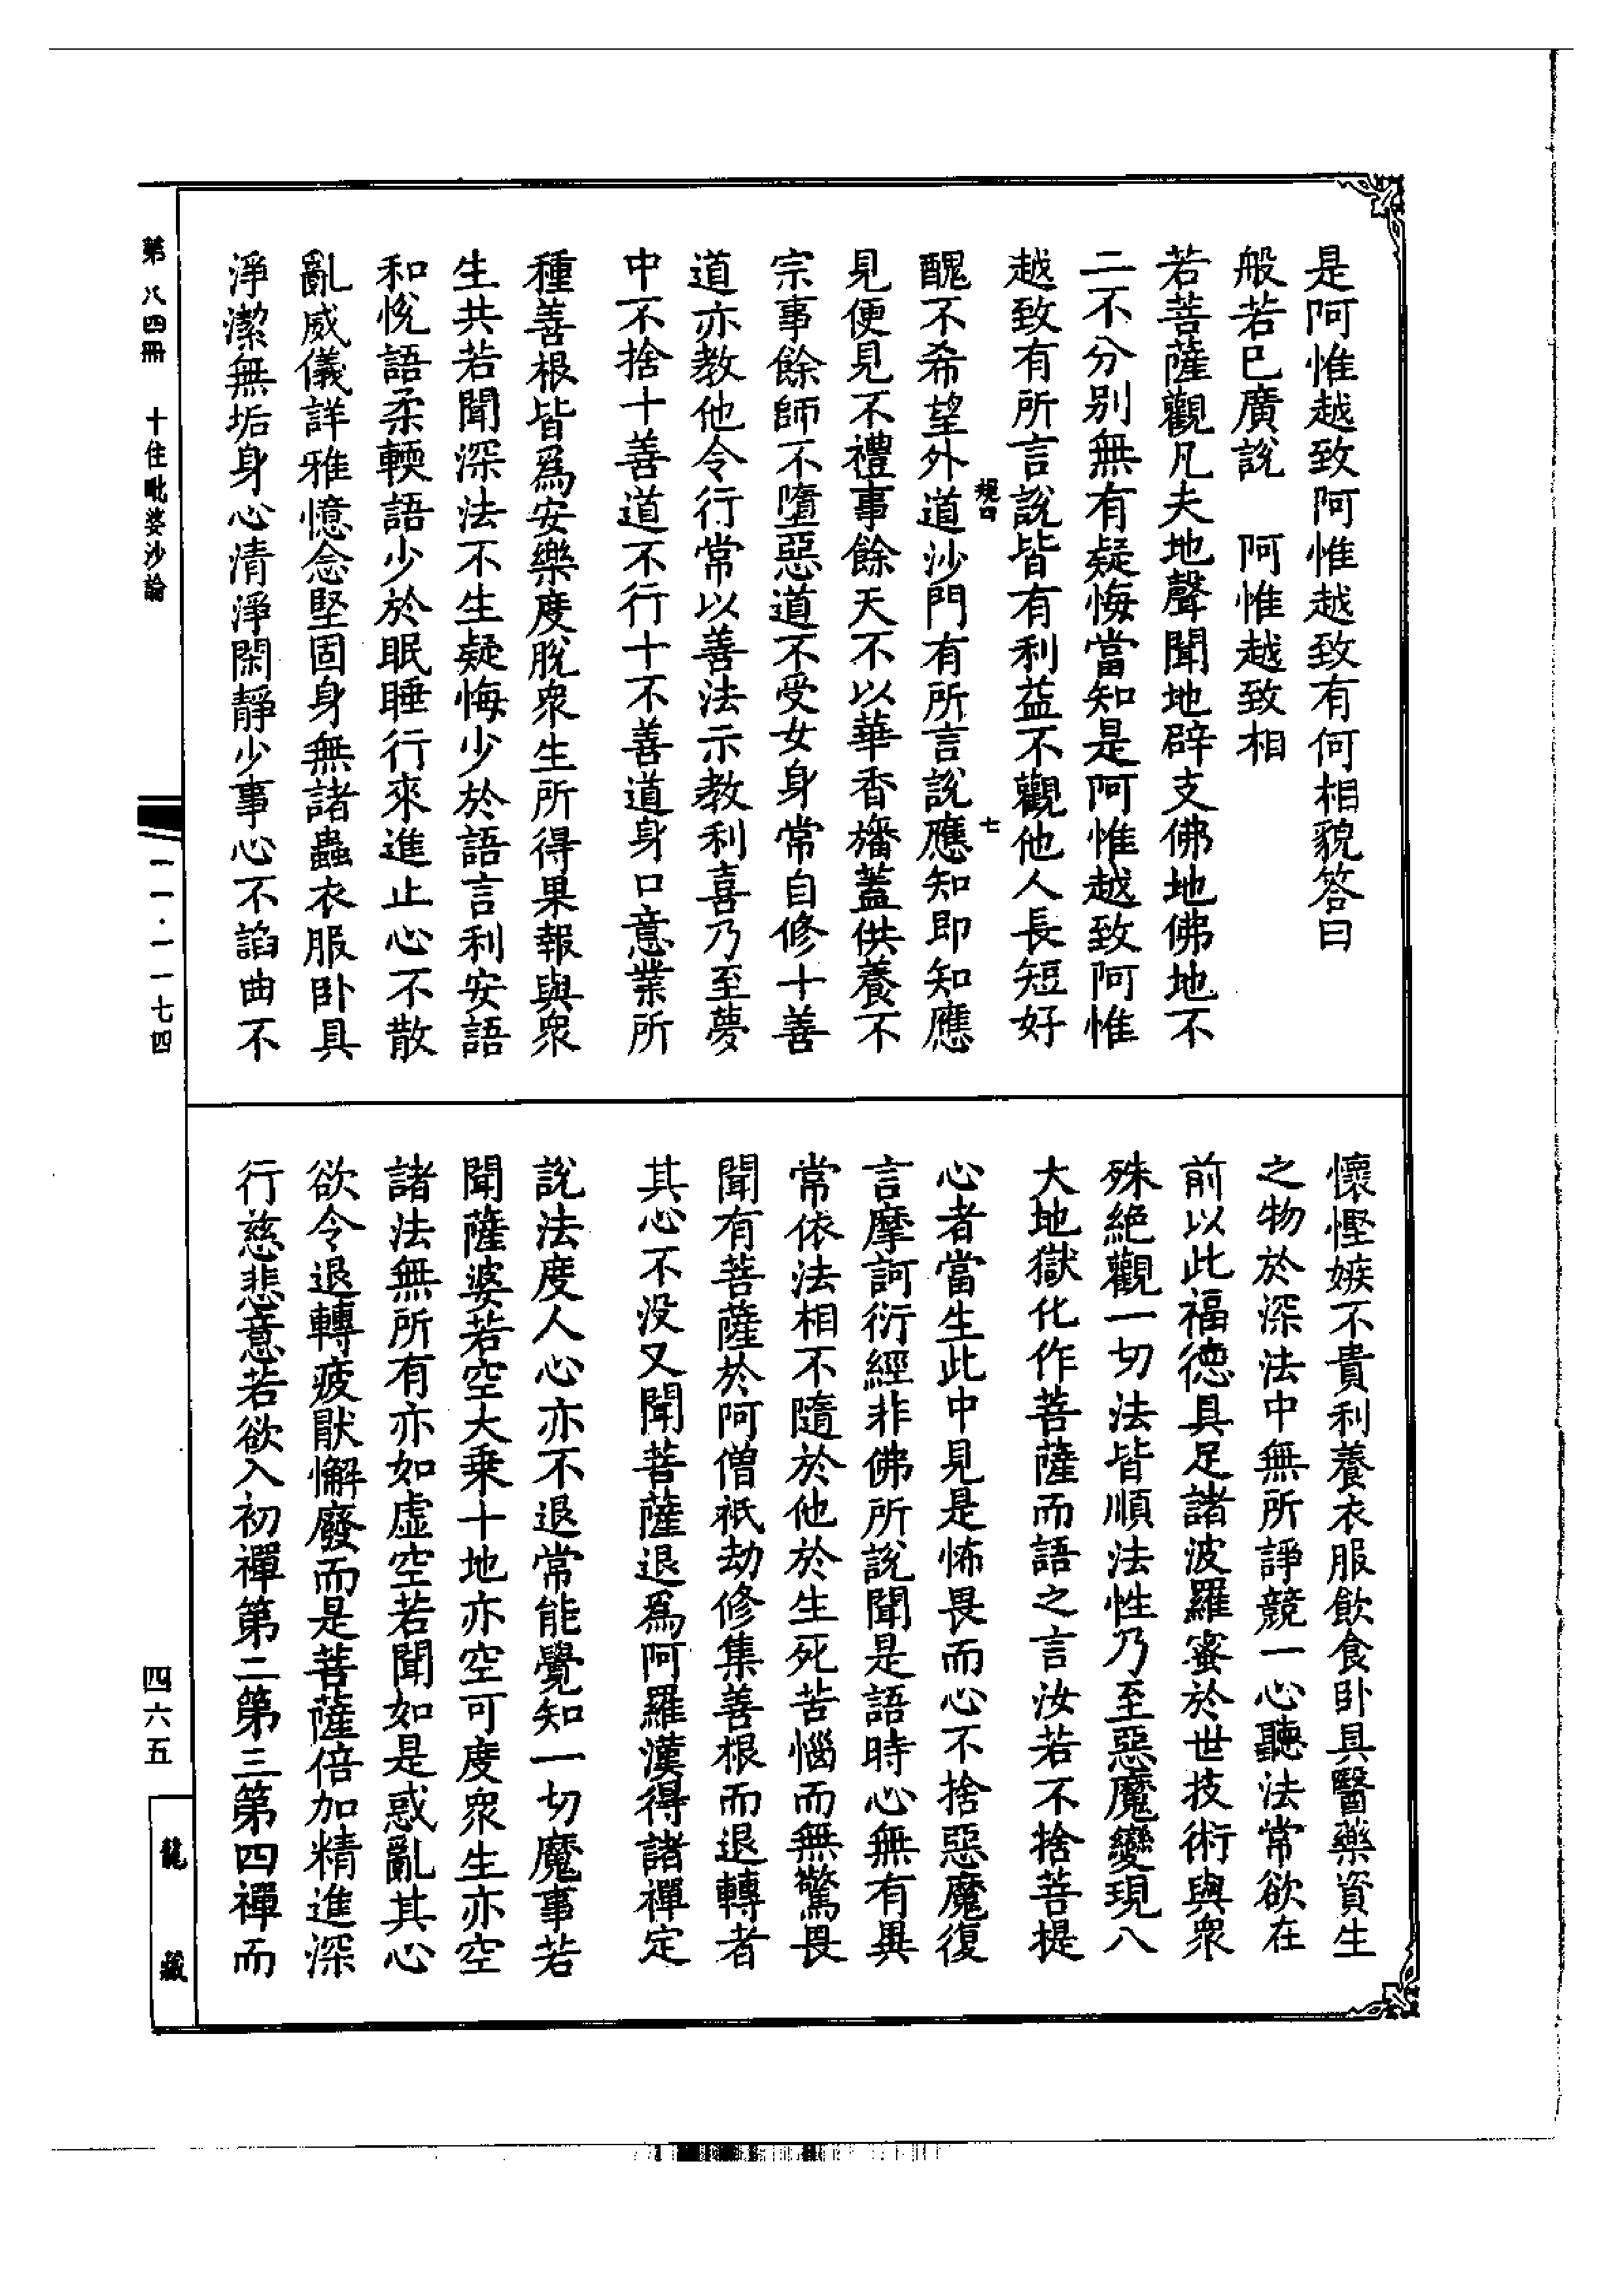 是阿惟越致阿惟越致有何相貌答曰
般若已廣說　阿惟越致相
若菩薩觀凡夫地聲聞地辟支佛地佛地不
二不分別無有疑悔當知是阿惟越致阿惟
越致有所言說皆有利益不觀他人長短好
規四　七
醜不希望外道沙門有所言說應知即知應
見便見不禮事餘天不以華香旛蓋供養不
宗事餘師不墮惡道不受女身常自修十善
道亦教他令行常以善法示教利喜乃至夢
中不捨十善道不行十不善道身口意業所
種善根皆爲安樂度脫衆生所得果報與衆
生共若聞深法不生疑悔少於語言利安語
和悅語柔輭語少於眠睡行來進止心不散
亂威儀詳雅憶念堅固身無諸蟲衣服卧具
淨潔無垢身心清淨閑靜少事心不諂曲不
懷慳嫉不貴利養衣服飲食卧具醫藥資生
之物於深法中無所諍競一心聽法常欲在
前以此福德具足諸波羅蜜於世技術與衆
殊絕觀一切法皆順法性乃至惡魔變現八
大地獄化作菩薩而語之言汝若不捨菩提
心者當生此中見是怖畏而心不捨惡魔復
言摩訶衍經非佛所說聞是語時心無有異
常依法相不隨於他於生死苦惱而無驚畏
聞有菩薩於阿僧祇劫修集善根而退轉者
其心不没又聞菩薩退爲阿羅漢得諸禪定
說法度人心亦不退常能覺知一切魔事若
聞薩婆若空大乘十地亦空可度衆生亦空
諸法無所有亦如虛空若聞如是惑亂其心
欲令退轉疲厭懈廢而是菩薩倍加精進深
行慈悲意若欲入初禪第二第三第四禪而
第八四冊　十住毗婆沙論
一一·一一七四
四六五
龍藏